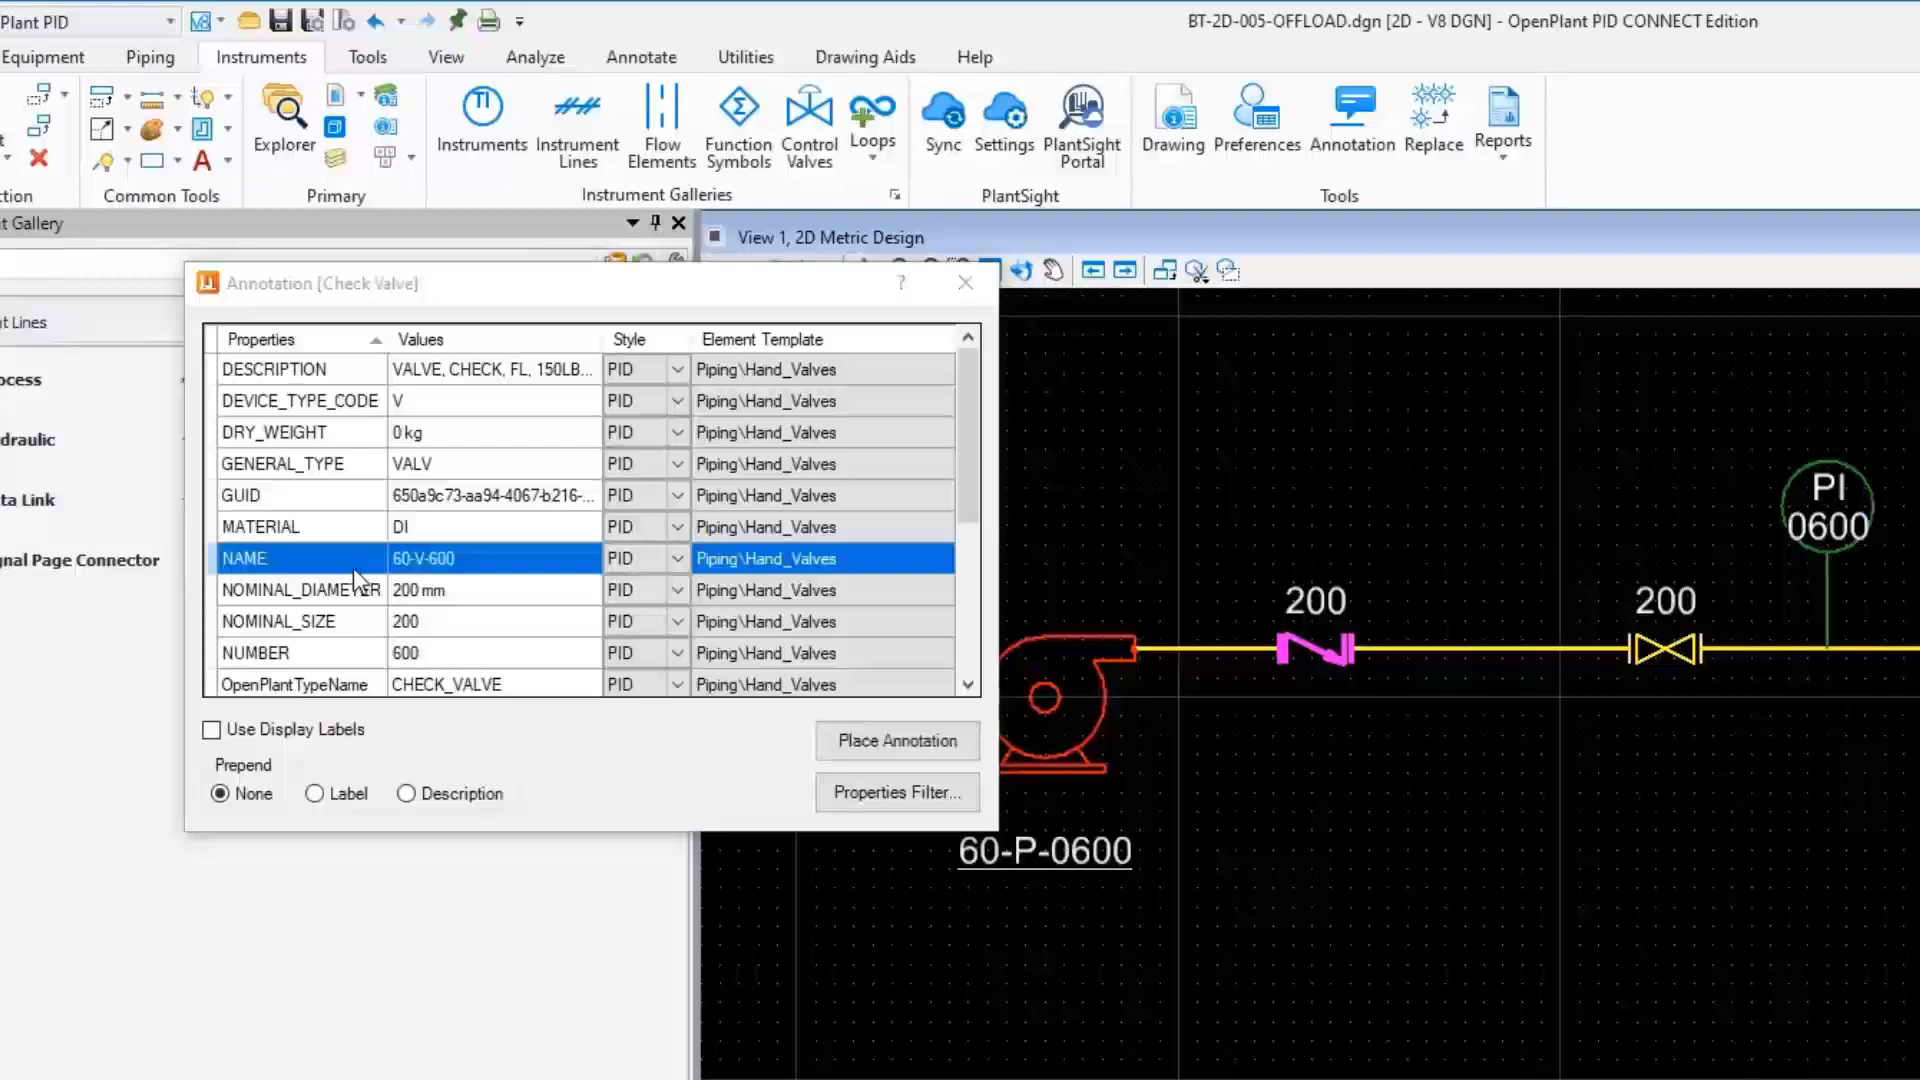 Plant PID
BT-2D-005-OFFLOAD.dgn [2D - V8 DGN] - OpenPlant PID CONNECT Edition
Equipment Piping Instruments Tools View Analyze Annotate Utilities Drawing Aids Help
Explorer
Instruments
Instrument
Lines
Flow
Elements
Function
Symbols
Control
Valves
Loops
Sync
Settings
PlantSight
Portal
Drawing
Preferences
Annotation
Replace
Reports
Common Tools
Primary
Instrument Galleries
PlantSight
Tools
t Gallery
View 1, 2D Metric Design
t Lines
ocess
draulic
ta Link
gnal Page Connector
Annotation [Check Valve]
?
Properties Values Style Element Template
DESCRIPTION VALVE, CHECK, FL, 150LB... PID Piping\Hand_Valves
DEVICE_TYPE_CODE V PID Piping\Hand_Valves
DRY_WEIGHT 0 kg PID Piping\Hand_Valves
GENERAL_TYPE VALV PID Piping\Hand_Valves
GUID 650a9c73-aa94-4067-b216-... PID Piping\Hand_Valves
MATERIAL DI PID Piping\Hand_Valves
NAME 60-V-600 PID Piping\Hand_Valves
NOMINAL_DIAMETER 200 mm PID Piping\Hand_Valves
NOMINAL_SIZE 200 PID Piping\Hand_Valves
NUMBER 600 PID Piping\Hand_Valves
OpenPlantTypeName CHECK_VALVE PID Piping\Hand_Valves
Use Display Labels
Place Annotation
Prepend
None Label Description
Properties Filter...
PI
0600
200
200
60-P-0600